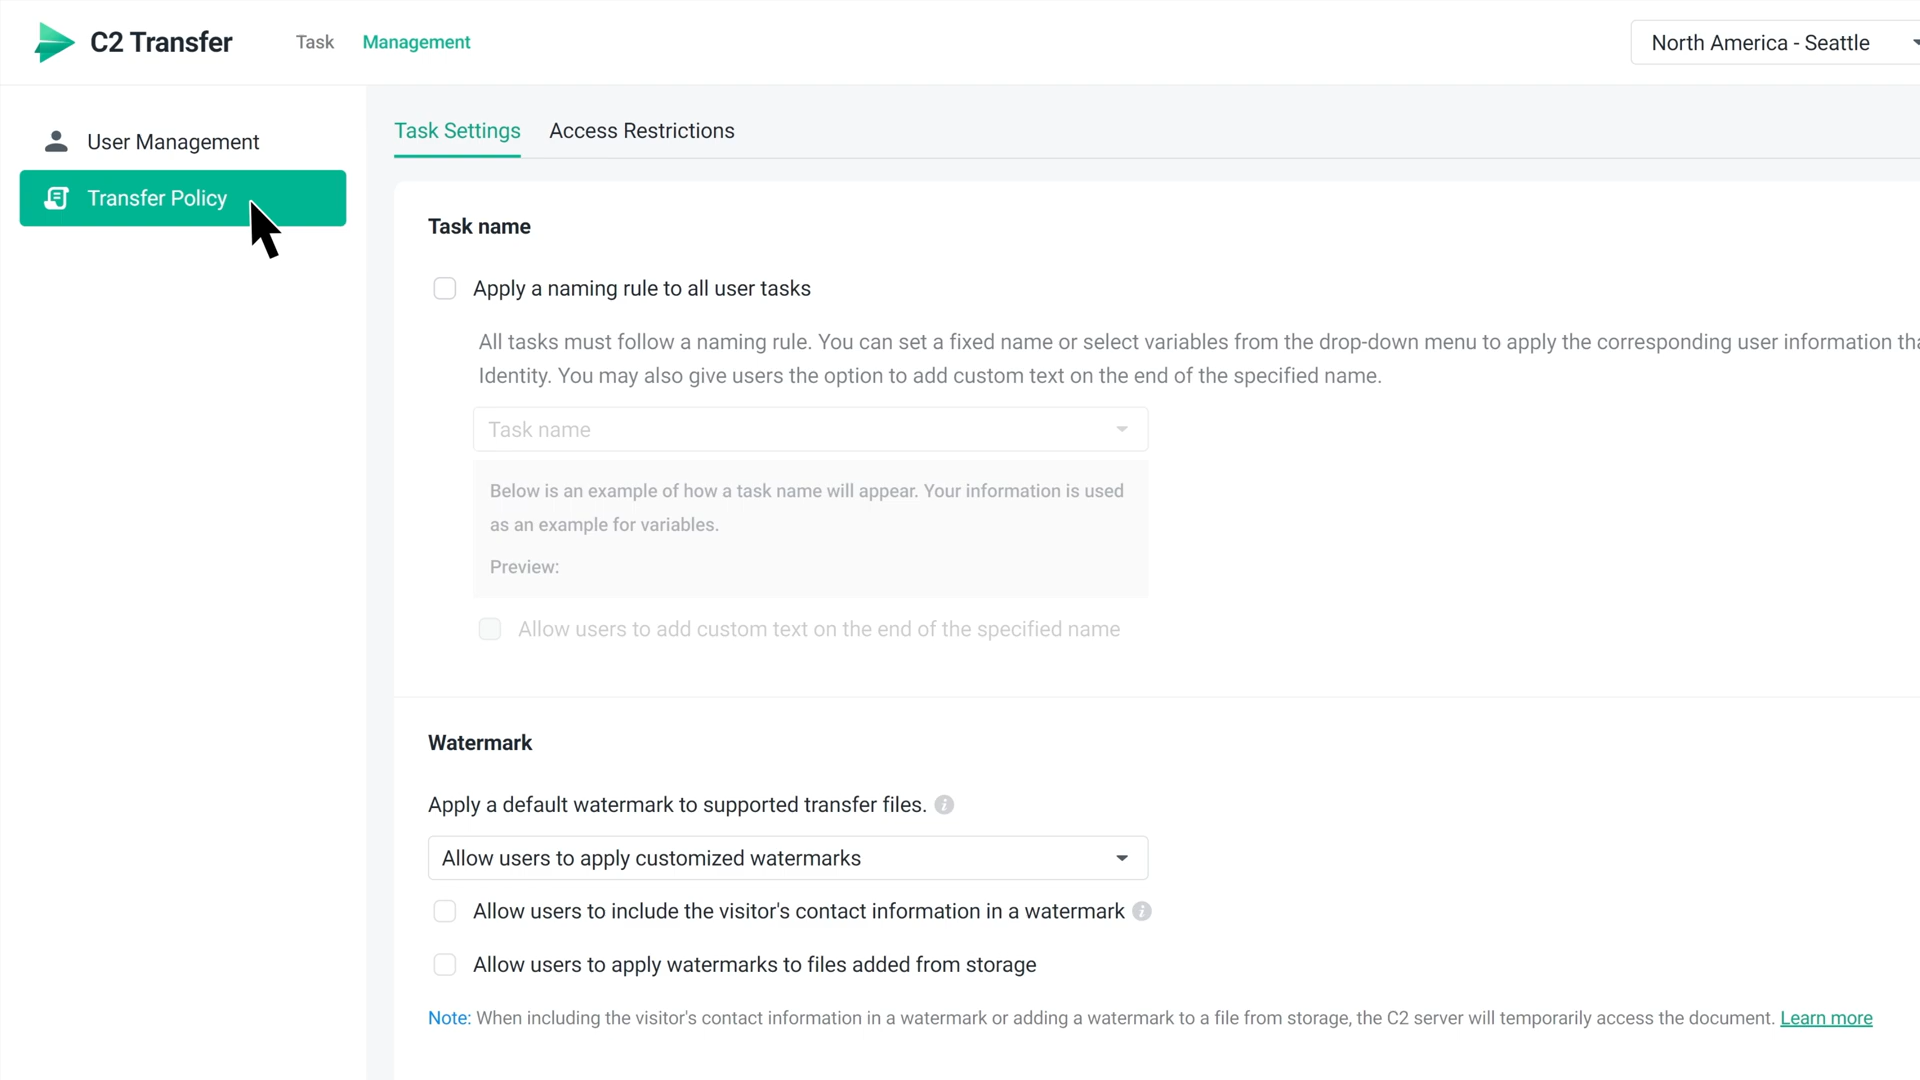 C2 Transfer
Task
Management
North America - Seattle
User Management
Transfer Policy
Task Settings
Access Restrictions
Task name
Apply a naming rule to all user tasks
All tasks must follow a naming rule. You can set a fixed name or select variables from the drop-down menu to apply the corresponding user information
Identity. You may also give users the option to add custom text on the end of the specified name.
Task name
Below is an example of how a task name will appear. Your information is used
as an example for variables.
Preview:
Allow users to add custom text on the end of the specified name
Watermark
Apply a default watermark to supported transfer files.
Allow users to apply customized watermarks
Allow users to include the visitor's contact information in a watermark
Allow users to apply watermarks to files added from storage
Note: When including the visitor's contact information in a watermark or adding a watermark to a file from storage, the C2 server will temporarily access the document. Learn more